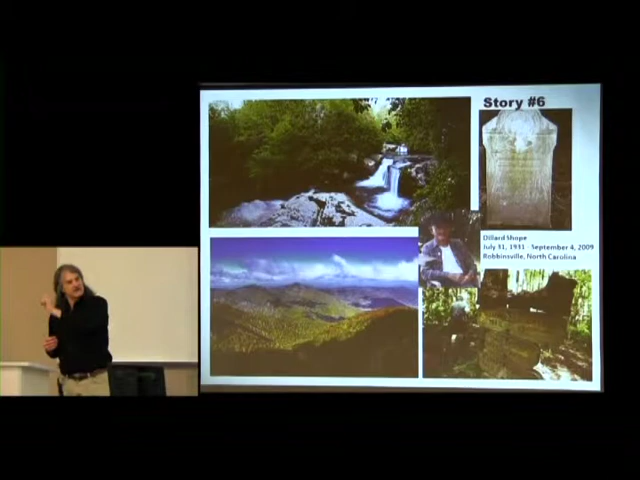 Story #6
Dillard Shope
July 31, 1931 - September 4, 2009
Robbinsville, North Carolina